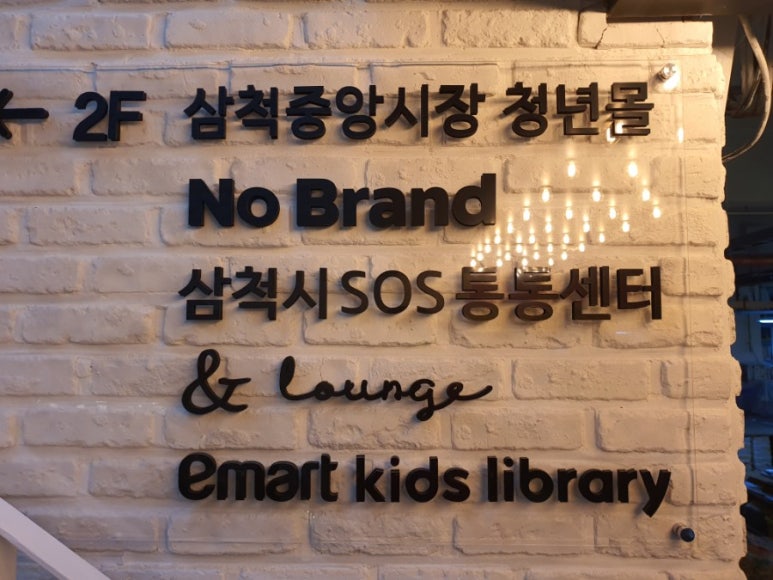 ← 2F 삼척중앙시장 청년몰
No Brand
삼척시SOS통통센터
& lounge
emart kids library